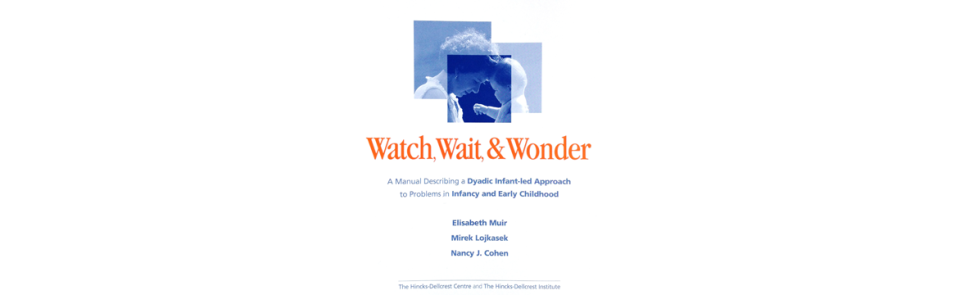 Watch, Wait, & Wonder
A Manual Describing a Dyadic Infant-led Approach
to Problems in Infancy and Early Childhood
Elisabeth Muir
Mirek Lojkasek
Nancy J. Cohen
The Hincks-Dellcrest Centre and The Hincks-Dellcrest Institute